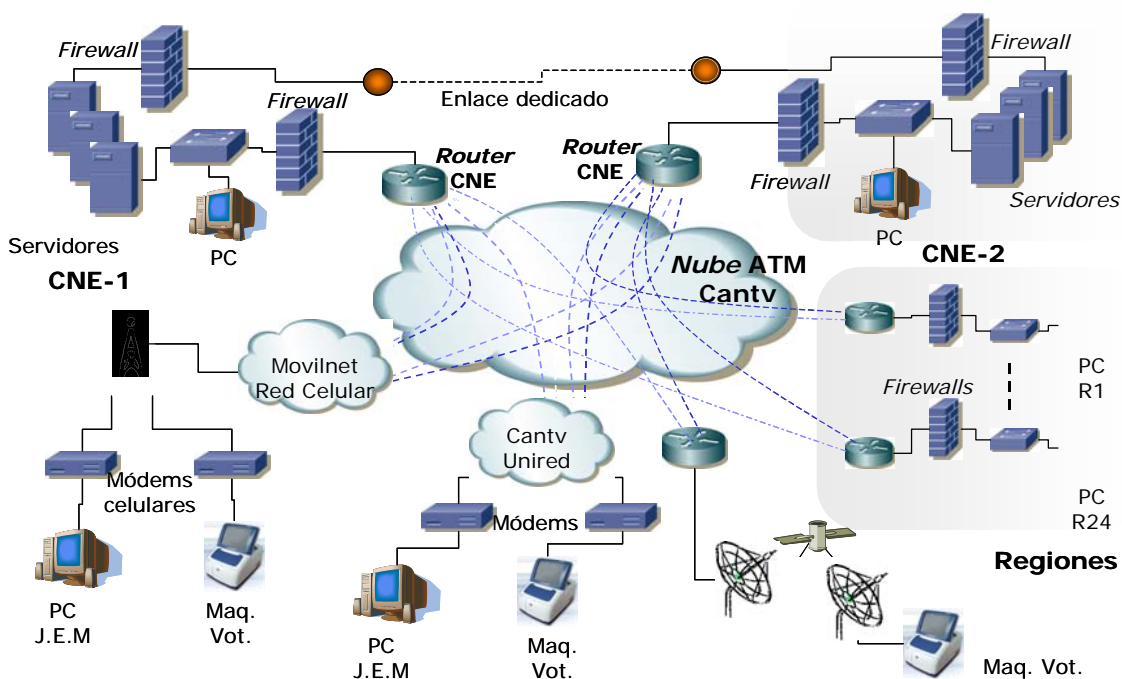 Firewall
Firewall
Enlace dedicado
Firewall
Router
CNE
Router
CNE
Firewall
Servidores
PC
Servidores
PC
CNE-1
CNE-2
Nube ATM
Cantv
Movilnet
Red Celular
PC
R1
Firewalls
Cantv
Unired
Módems
celulares
Módems
PC
R24
Regiones
PC
J.E.M
Maq.
Vot.
PC
J.E.M
Maq.
Vot.
Maq. Vot.